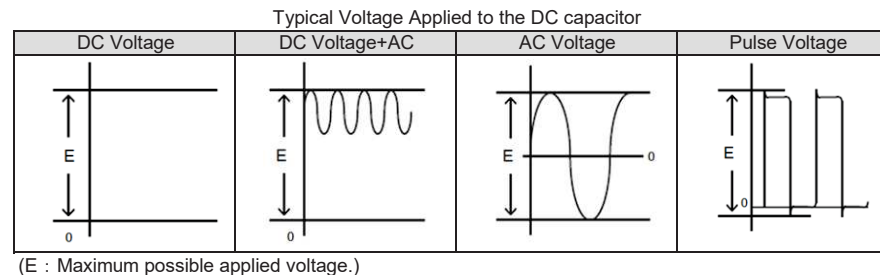 Typical Voltage Applied to the DC capacitor
DC Voltage
DC Voltage+AC
AC Voltage
Pulse Voltage
E
0
E
0
E
0
E
0
(E : Maximum possible applied voltage.)